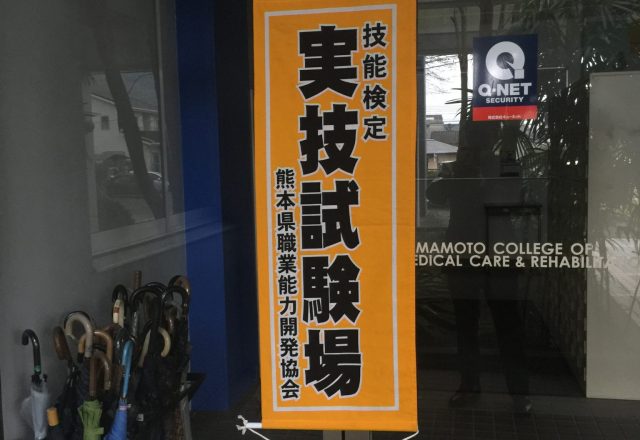 技能検定
実技試験場
熊本県職業能力開発協会
Q-NET
SECURITY
MAMOTO COLLEGE OF
EDICAL CARE & REHABILI